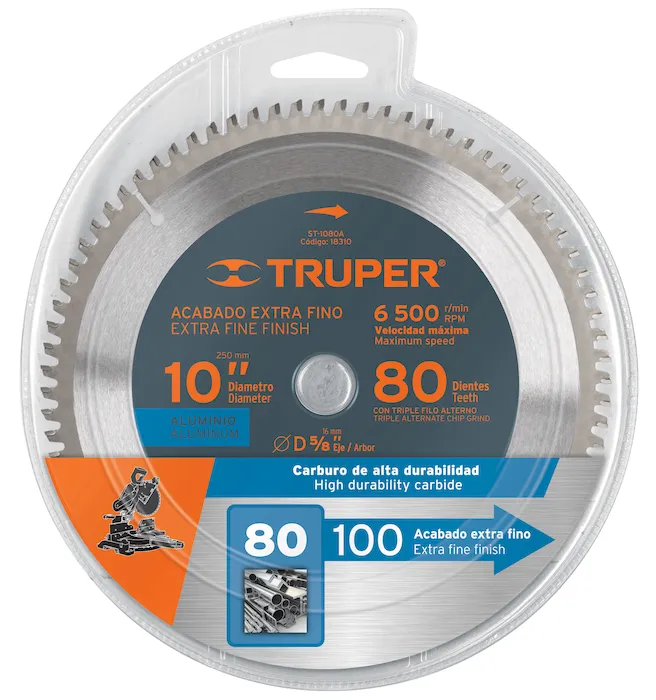 ST-1080A
Código: 18310
TRUPER®
ACABADO EXTRA FINO
EXTRA FINE FINISH
6 500 r/min RPM
Velocidad máxima
Maximum speed
250 mm
10’’ Diametro
Diameter
80 Dientes
Teeth
CON TRIPLE FILO ALTERNO
TRIPLE ALTERNATE CHIP GRIND
ALUMINIO
ALUMINUM
16 mm
Ø D 5/8’’ Eje / Arbor
Carburo de alta durabilidad
High durability carbide
80
100
Acabado extra fino
Extra fine finish